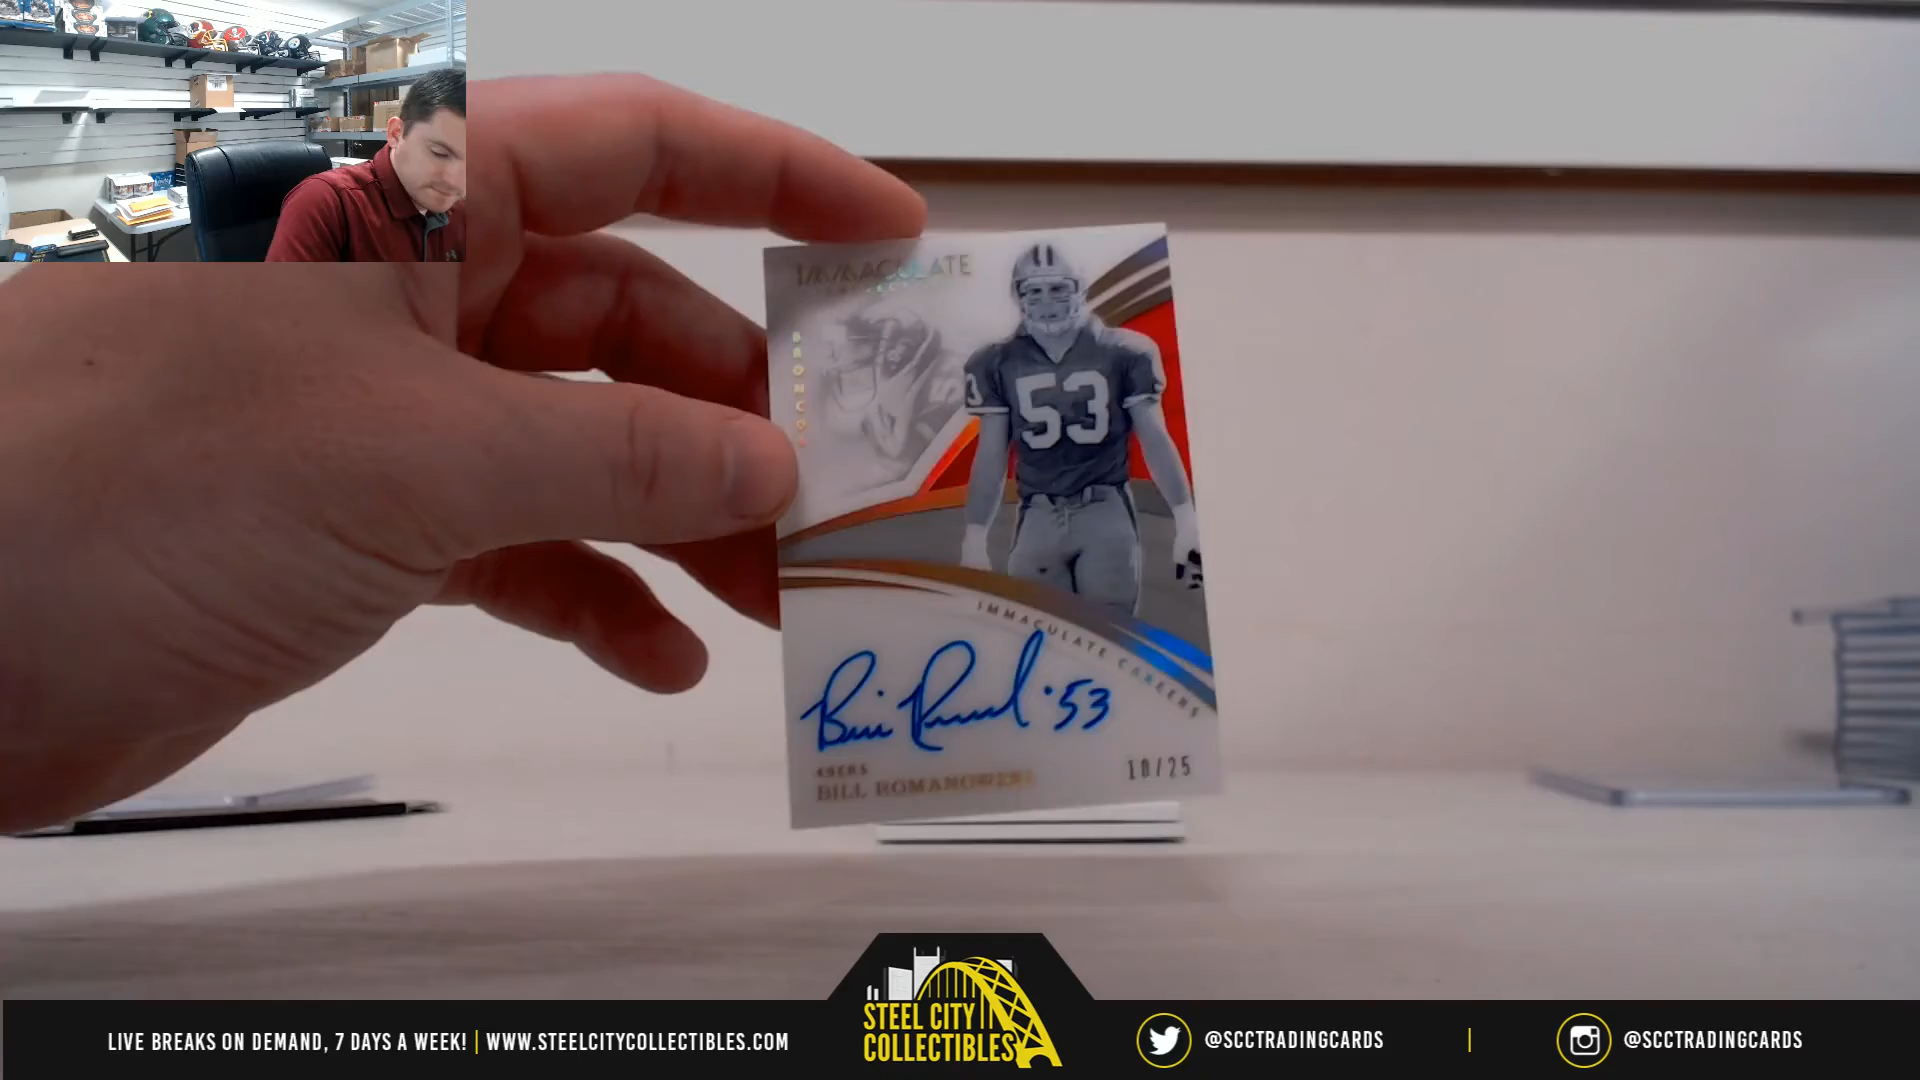 IMMACULATE
BRONCOS
53
IMMACULATE CAREERS
53
49ERS
BILL ROMANOWSKI
10/25
LIVE BREAKS ON DEMAND, 7 DAYS A WEEK! | WWW.STEELCITYCOLLECTIBLES.COM
STEEL CITY
COLLECTIBLES
@SCCTRADINGCARDS
@SCCTRADINGCARDS